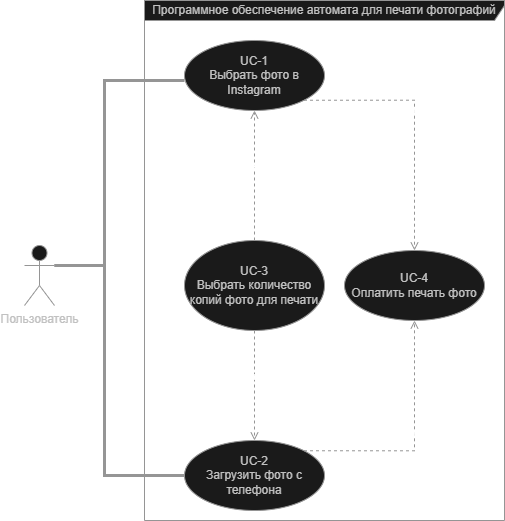 Программное обеспечение автомата для печати фотографий
UC-1
Выбрать фото в
Instagram
UC-3
Выбрать количество
копий фото для печати
UC-4
Оплатить печать фото
Пользователь
UC-2
Загрузить фото с
телефона